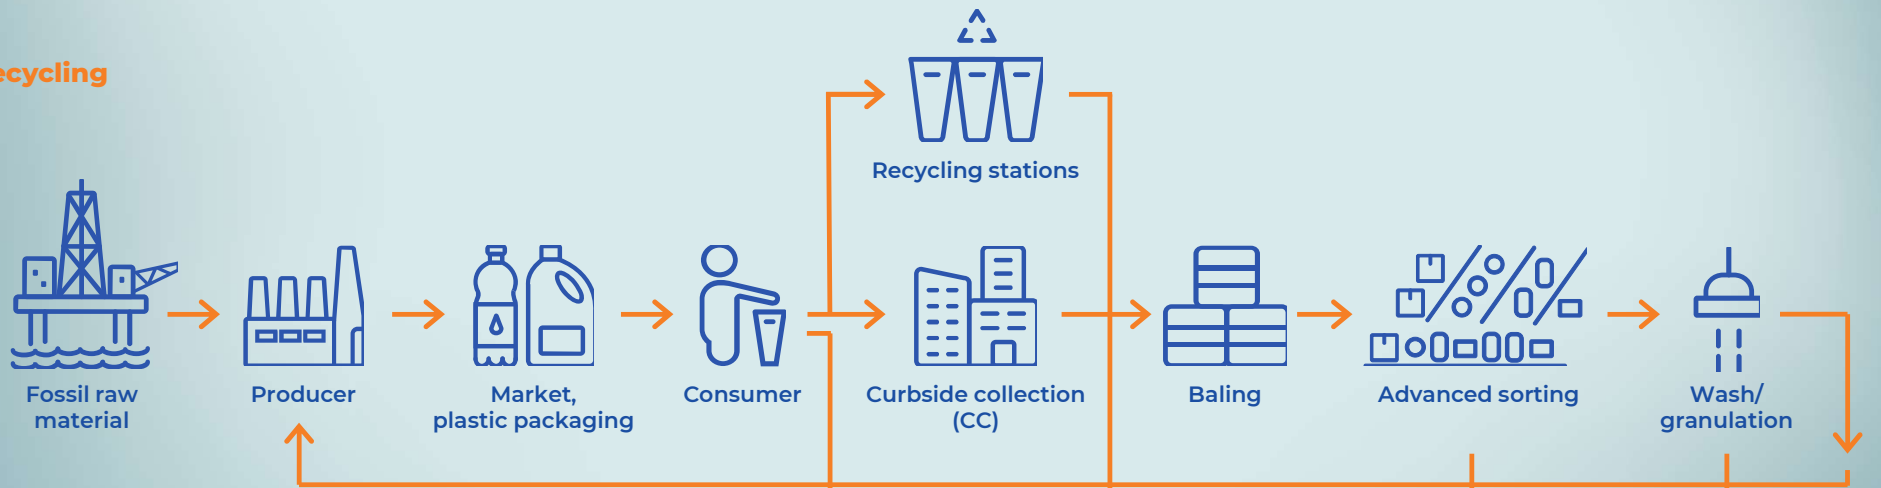 ecycling
Recycling stations
Fossil raw
material
Producer
Market,
plastic packaging
Consumer
Curbside collection
(CC)
Baling
Advanced sorting
Wash/
granulation